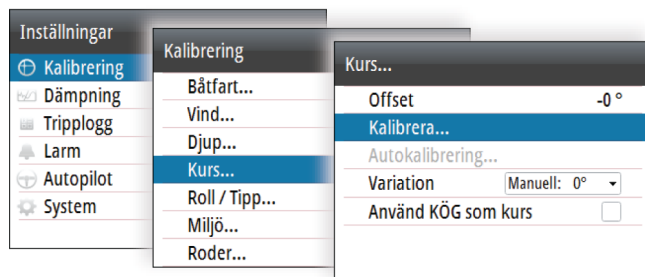 Inställningar
Kalibrering
Dämpning
Tripplogg
Larm
Autopilot
System
Kalibrering
Båtfart...
Vind...
Djup...
Kurs...
Roll / Tipp...
Miljö...
Roder...
Kurs...
Offset -0 °
Kalibrera...
Autokalibrering...
Variation Manuell: 0°
Använd KÖG som kurs